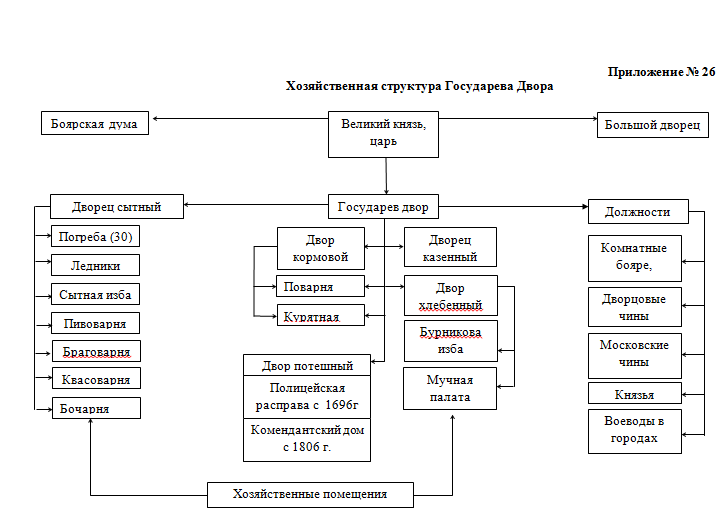 Приложение № 26
Хозяйственная структура Государева Двора
Боярская дума
Великий князь,
царь
Большой дворец
Дворец сытный
Государев двор
Должности
Погреба (30)
Ледники
Сытная изба
Пивоварня
Браговарня
Квасоварня
Бочарня
Двор
кормовой
Дворец
казенный
Поварня
Курятная
Двор
хлебенный
Бурникова
изба
Мучная
палата
Двор потешный
Полицейская
расправа с 1696г
Комендантский дом
с 1806 г.
Комнатные
бояре,
Дворцовые
чины
Московские
чины
Князья
Воеводы в
городах
Хозяйственные помещения